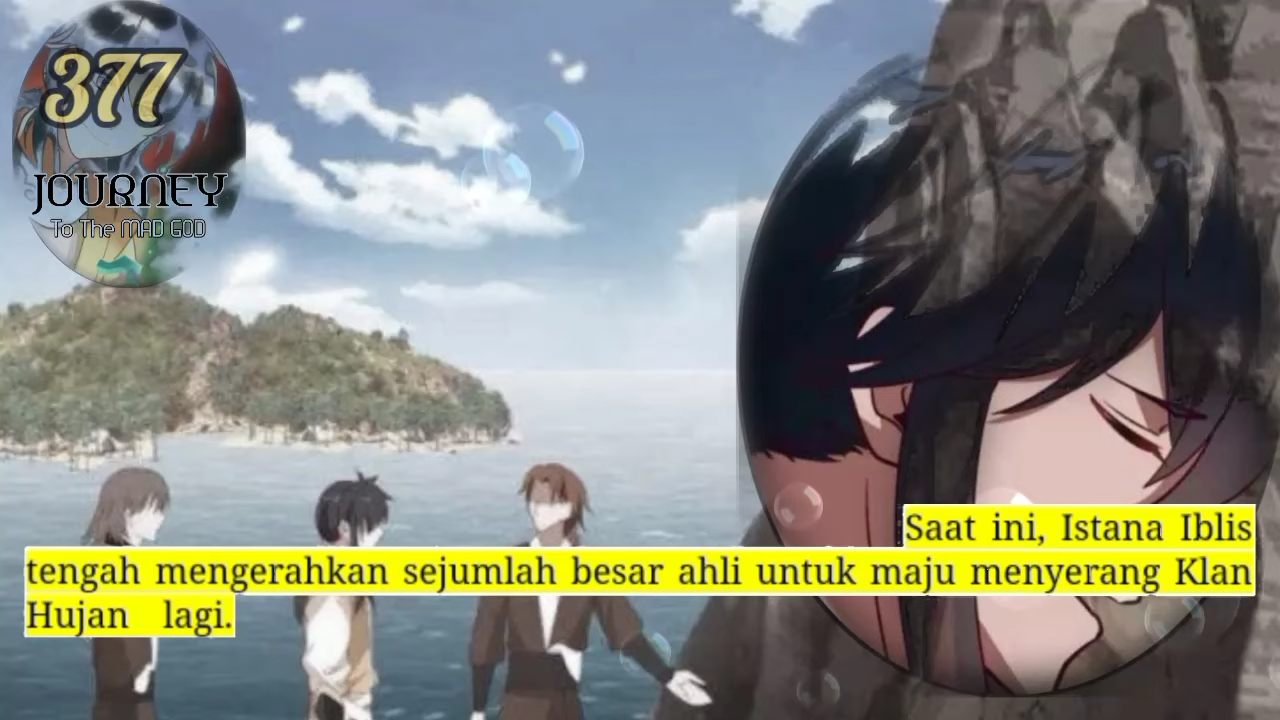 377
JOURNEY
To The MAD GOD
Saat ini, Istana Iblis
tengah mengerahkan sejumlah besar ahli untuk maju menyerang Klan
Hujan lagi.